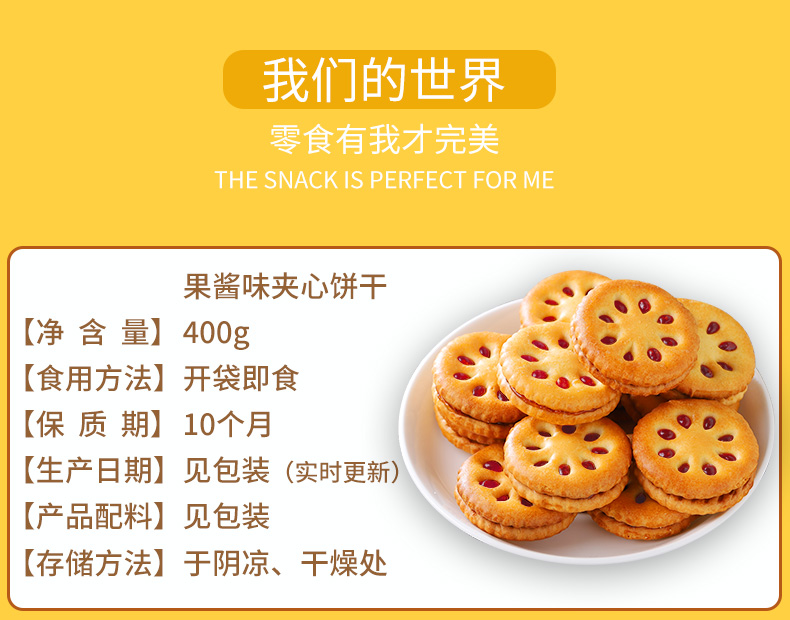 我们的世界
零食有我才完美
THE SNACK IS PERFECT FOR ME
果酱味夹心饼干
【净 含 量】400g
【食用方法】开袋即食
【保 质 期】10个月
【生产日期】见包装（实时更新）
【产品配料】见包装
【存储方法】于阴凉、干燥处